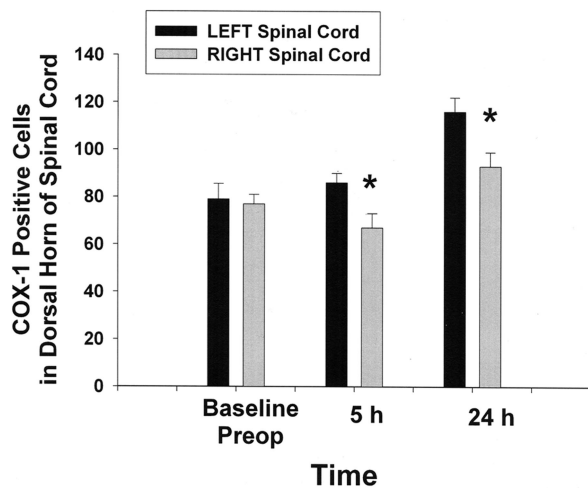 LEFT Spinal Cord
RIGHT Spinal Cord
COX-1 Positive Cells
in Dorsal Horn of Spinal Cord
140
120
100
80
60
40
20
0
*
*
Baseline
Preop
5 h
24 h
Time